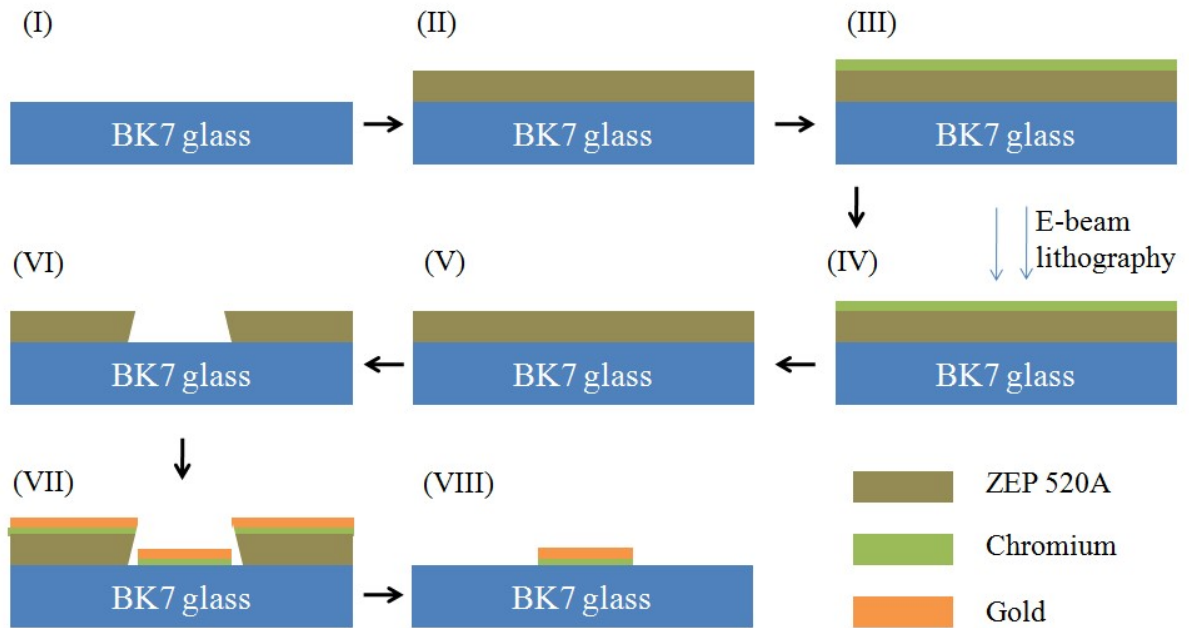 (I)
(II)
(III)
BK7 glass
BK7 glass
BK7 glass
E-beam
lithography
(VI)
(V)
(IV)
BK7 glass
BK7 glass
BK7 glass
(VII)
(VIII)
BK7 glass
BK7 glass
ZEP 520A
Chromium
Gold